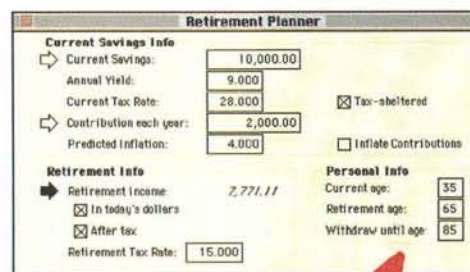 Retirement Planner
Current Savings Info
Current Savings: 10,000.00
Annual Yield: 9.000
Current Tax Rate: 28.000 Tax-sheltered
Contribution each year: 2,000.00
Predicted Inflation: 4.000 Inflate Contributions
Retirement Info Personal Info
Retirement income: 7,771.11 Current age: 35
In today's dollars Retirement age: 65
After tax Withdraw until age: 85
Retirement Tax Rate: 15.000